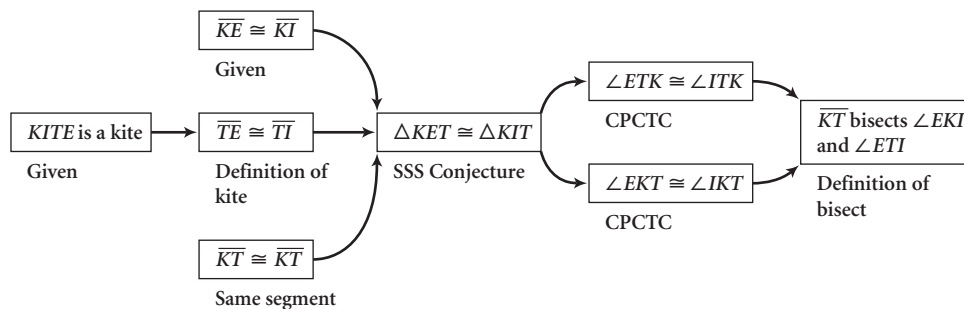 KE ≅ KI
Given
KITE is a kite
Given
TE ≅ TI
Definition of
kite
KT ≅ KT
Same segment
△KET ≅ △KIT
SSS Conjecture
∠ETK ≅ ∠ITK
CPCTC
∠EKT ≅ ∠IKT
CPCTC
KT bisects ∠EKI
and ∠ETI
Definition of
bisect